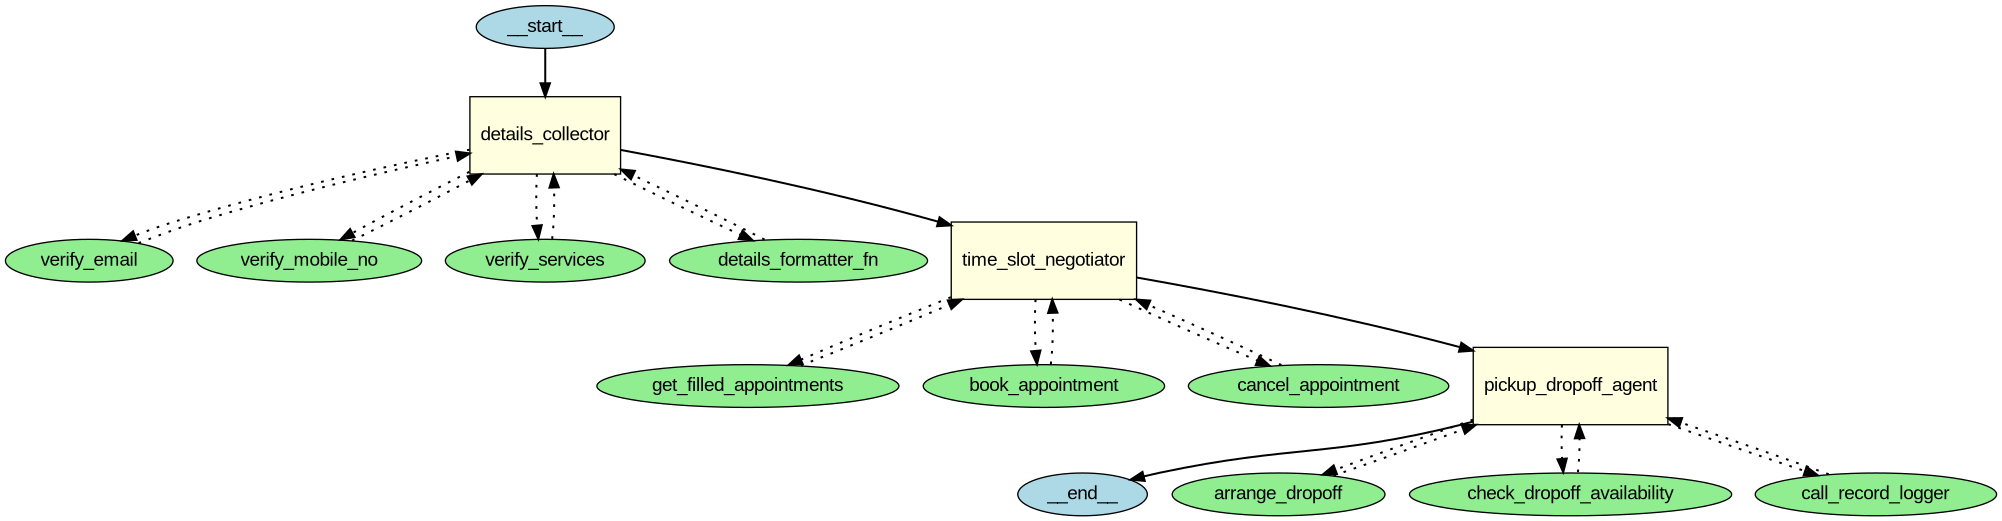 __start__
details_collector
verify_email
verify_mobile_no
verify_services
details_formatter_fn
time_slot_negotiator
get_filled_appointments
book_appointment
cancel_appointment
pickup_dropoff_agent
__end__
arrange_dropoff
check_dropoff_availability
call_record_logger